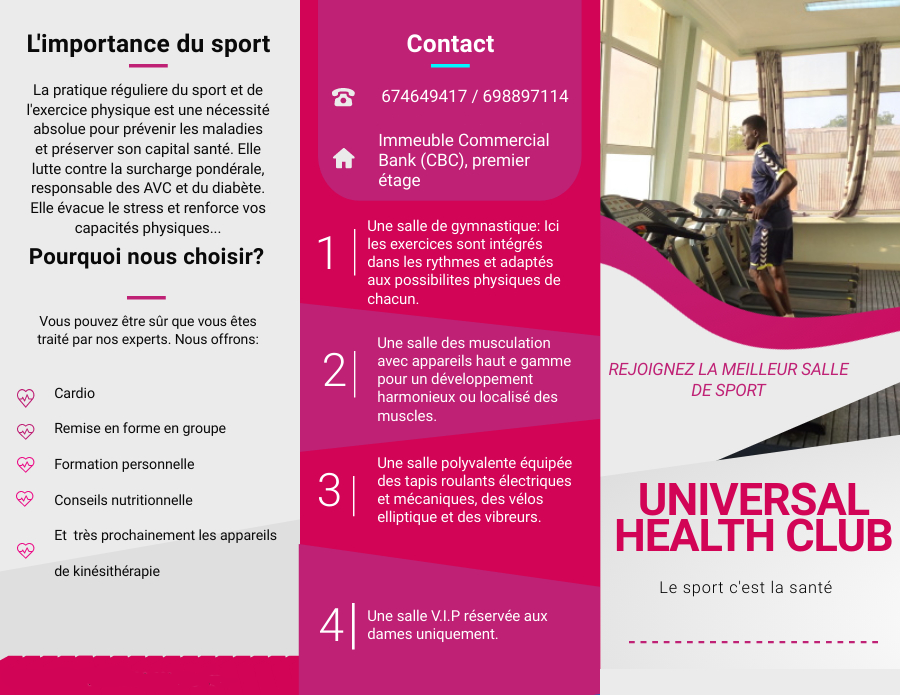 L'importance du sport
La pratique réguliere du sport et de
l'exercice physique est une nécessité
absolue pour prévenir les maladies
et préserver son capital santé. Elle
lutte contre la surcharge pondérale,
responsable des AVC et du diabète.
Elle évacue le stress et renforce vos
capacités physiques...
Pourquoi nous choisir?
Vous pouvez être sûr que vous êtes
traité par nos experts. Nous offrons:
Cardio
Remise en forme en groupe
Formation personnelle
Conseils nutritionnelle
Et très prochainement les appareils
de kinésithérapie
Contact
674649417 / 698897114
Immeuble Commercial
Bank (CBC), premier
étage
1
Une salle de gymnastique: Ici
les exercices sont intégrés
dans les rythmes et adaptés
aux possibilites physiques de
chacun.
2
Une salle des musculation
avec appareils haut e gamme
pour un développement
harmonieux ou localisé des
muscles.
3
Une salle polyvalente équipée
des tapis roulants électriques
et mécaniques, des vélos
elliptique et des vibreurs.
4
Une salle V.I.P réservée aux
dames uniquement.
REJOIGNEZ LA MEILLEUR SALLE
DE SPORT
UNIVERSAL
HEALTH CLUB
Le sport c'est la santé